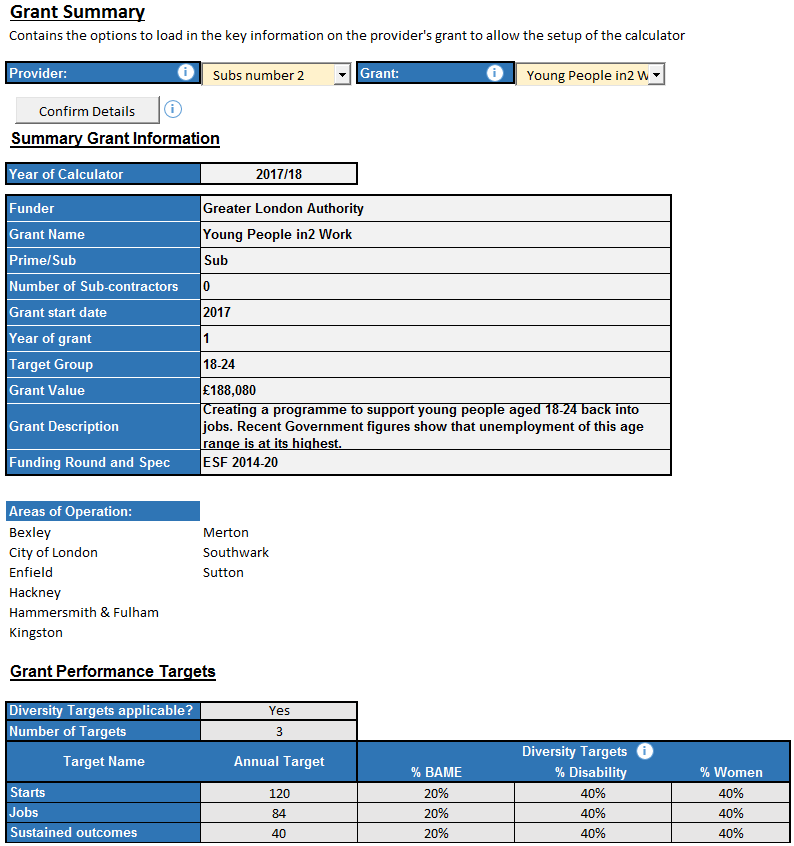 Grant Summary
Contains the options to load in the key information on the provider's grant to allow the setup of the calculator
Provider: i Subs number 2 Grant: i Young People in2 W
Confirm Details i
Summary Grant Information
Year of Calculator 2017/18
Funder Greater London Authority
Grant Name Young People in2 Work
Prime/Sub Sub
Number of Sub-contractors 0
Grant start date 2017
Year of grant 1
Target Group 18-24
Grant Value £188,080
Grant Description Creating a programme to support young people aged 18-24 back into
jobs. Recent Government figures show that unemployment of this age
range is at its highest.
Funding Round and Spec ESF 2014-20
Areas of Operation:
Bexley Merton
City of London Southwark
Enfield Sutton
Hackney
Hammersmith & Fulham
Kingston
Grant Performance Targets
Diversity Targets applicable? Yes
Number of Targets 3
Target Name Annual Target Diversity Targets i
% BAME % Disability % Women
Starts 120 20% 40% 40%
Jobs 84 20% 40% 40%
Sustained outcomes 40 20% 40% 40%